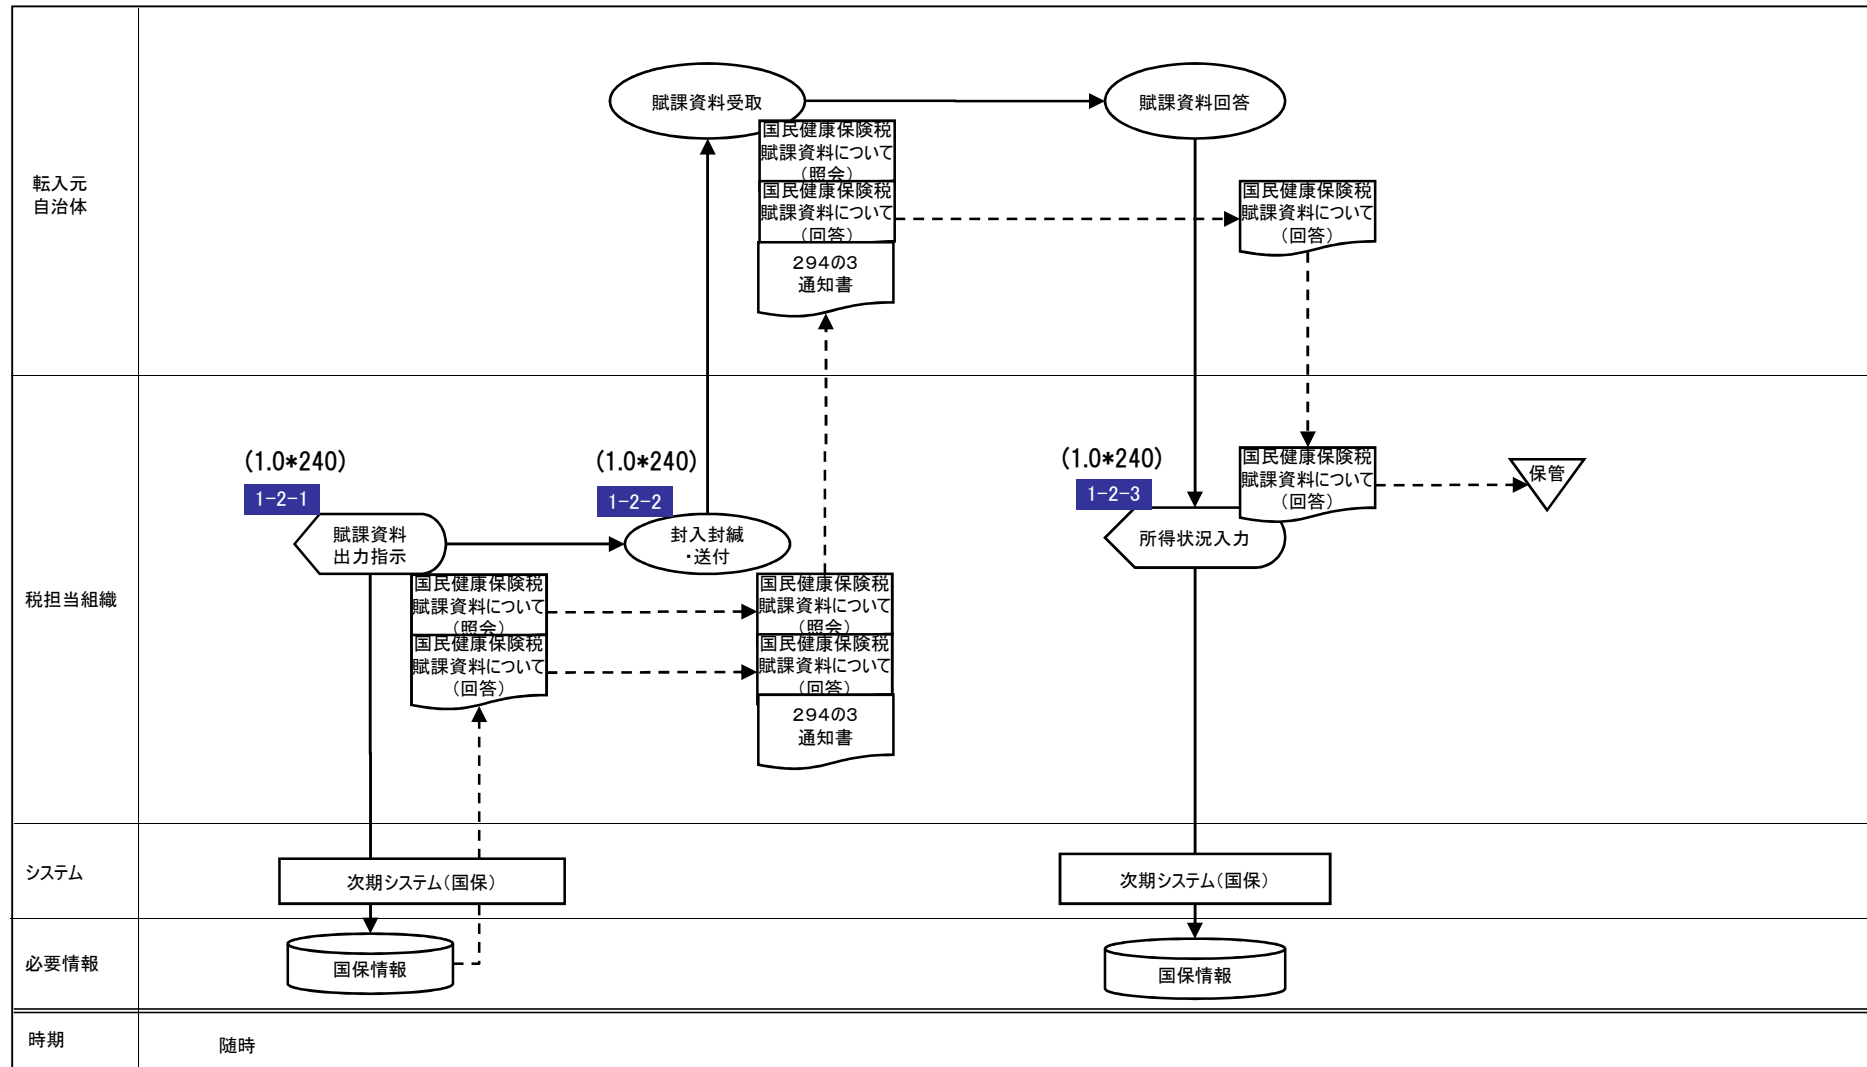 転入元
自治体
賦課資料受取
賦課資料回答
国民健康保険税
賦課資料について
(照会)
国民健康保険税
賦課資料について
(回答)
294の3
通知書
国民健康保険税
賦課資料について
(回答)
税担当組織
(1.0*240)
1-2-1
賦課資料
出力指示
(1.0*240)
1-2-2
封入封緘
・送付
(1.0*240)
1-2-3
所得状況入力
国民健康保険税
賦課資料について
(回答)
保管
国民健康保険税
賦課資料について
(照会)
国民健康保険税
賦課資料について
(回答)
国民健康保険税
賦課資料について
(照会)
国民健康保険税
賦課資料について
(回答)
294の3
通知書
システム
次期システム(国保)
次期システム(国保)
必要情報
国保情報
国保情報
時期
随時